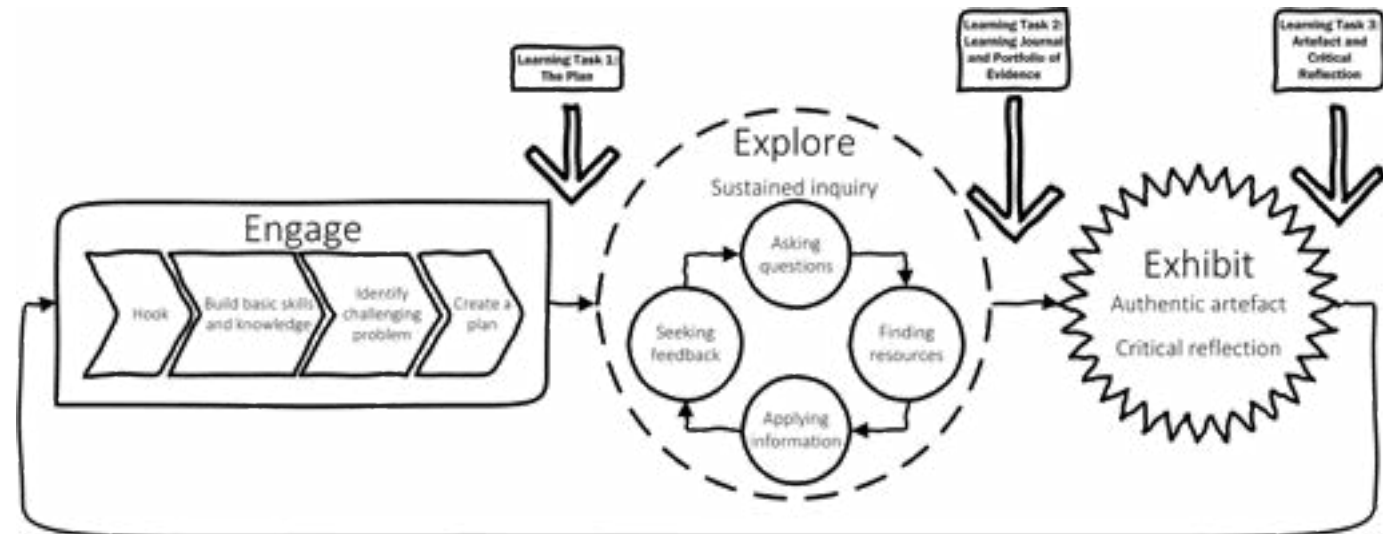 Learning Task 1:
The Plan
Learning Task 2:
Learning Journal
and Portfolio of
Evidence
Learning Task 3:
Artefact and
Critical
Reflection
Engage
Hook
Build basic skills
and knowledge
Identify
challenging
problem
Create a
plan
Explore
Sustained inquiry
Asking
questions
Finding
resources
Applying
information
Seeking
feedback
Exhibit
Authentic artefact
Critical reflection